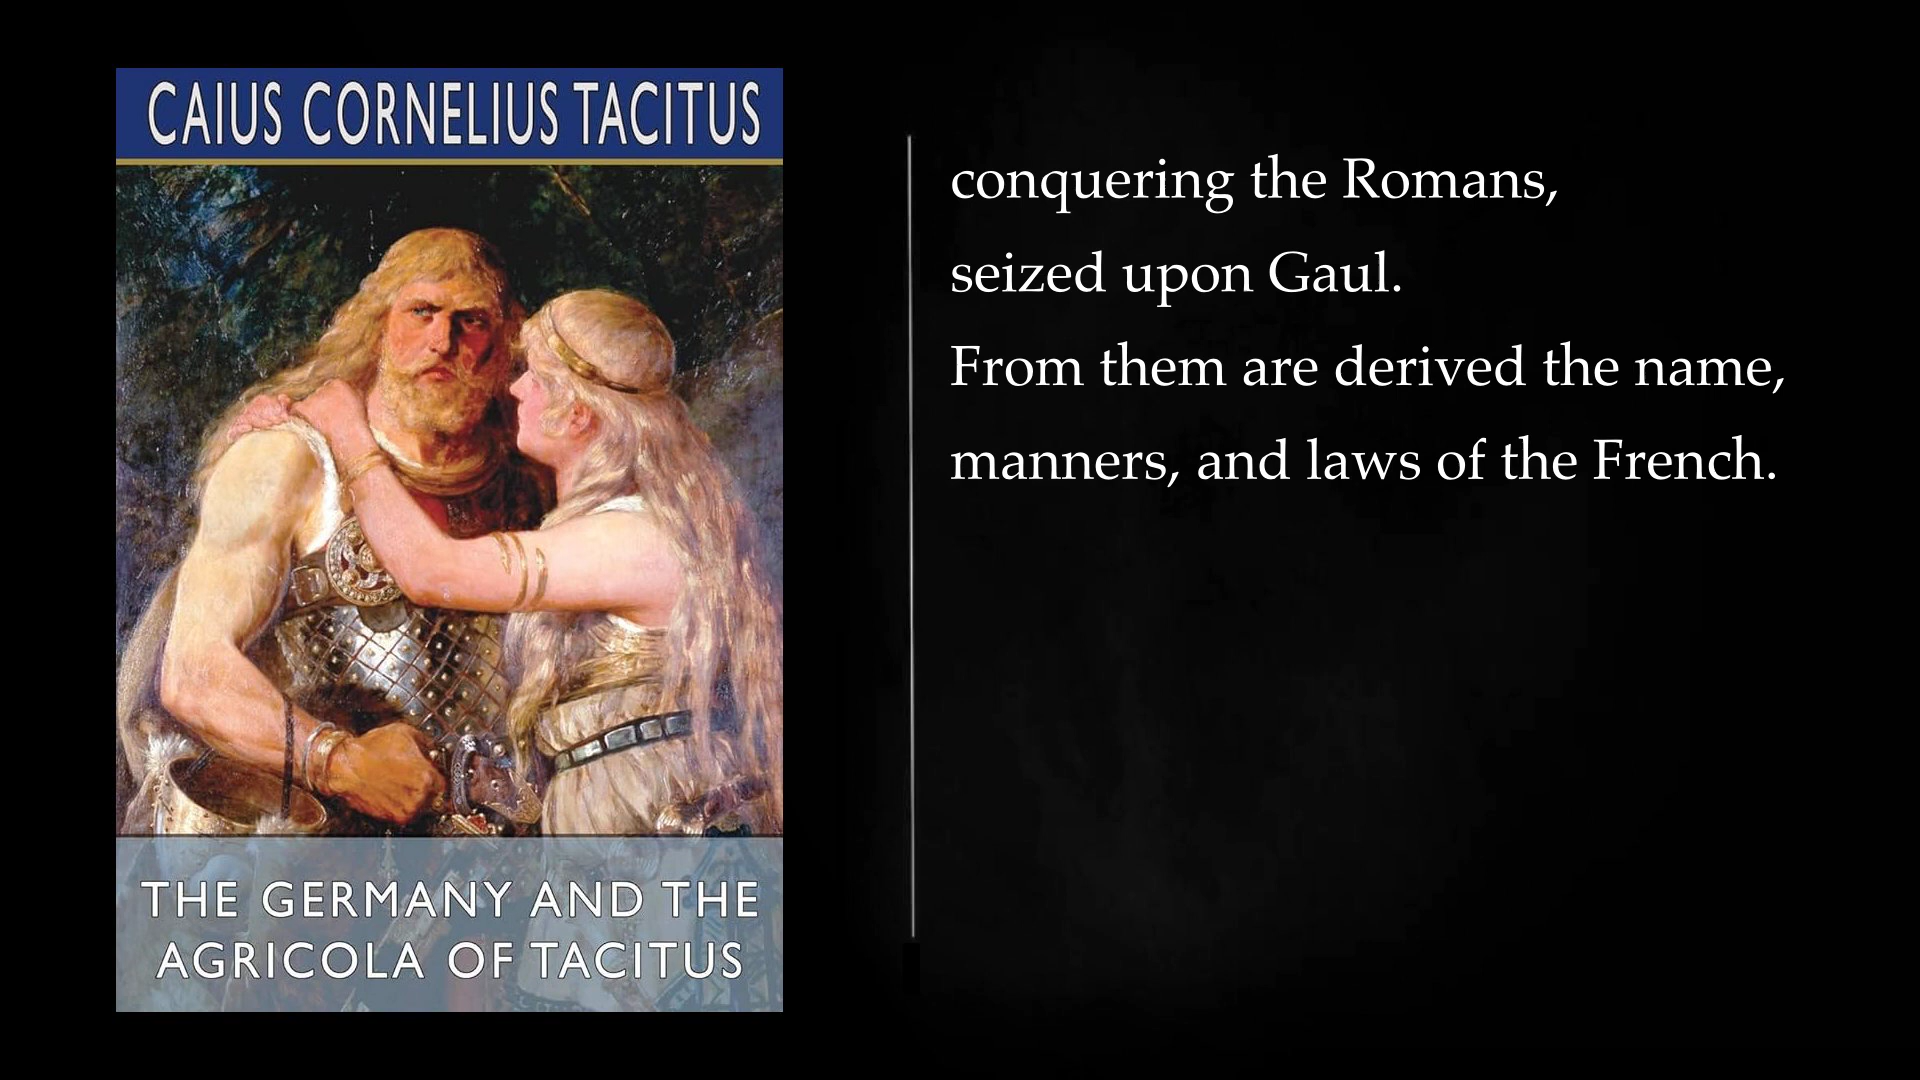 CAIUS CORNELIUS TACITUS
THE GERMANY AND THE
AGRICOLA OF TACITUS
conquering the Romans,
seized upon Gaul.
From them are derived the name,
manners, and laws of the French.